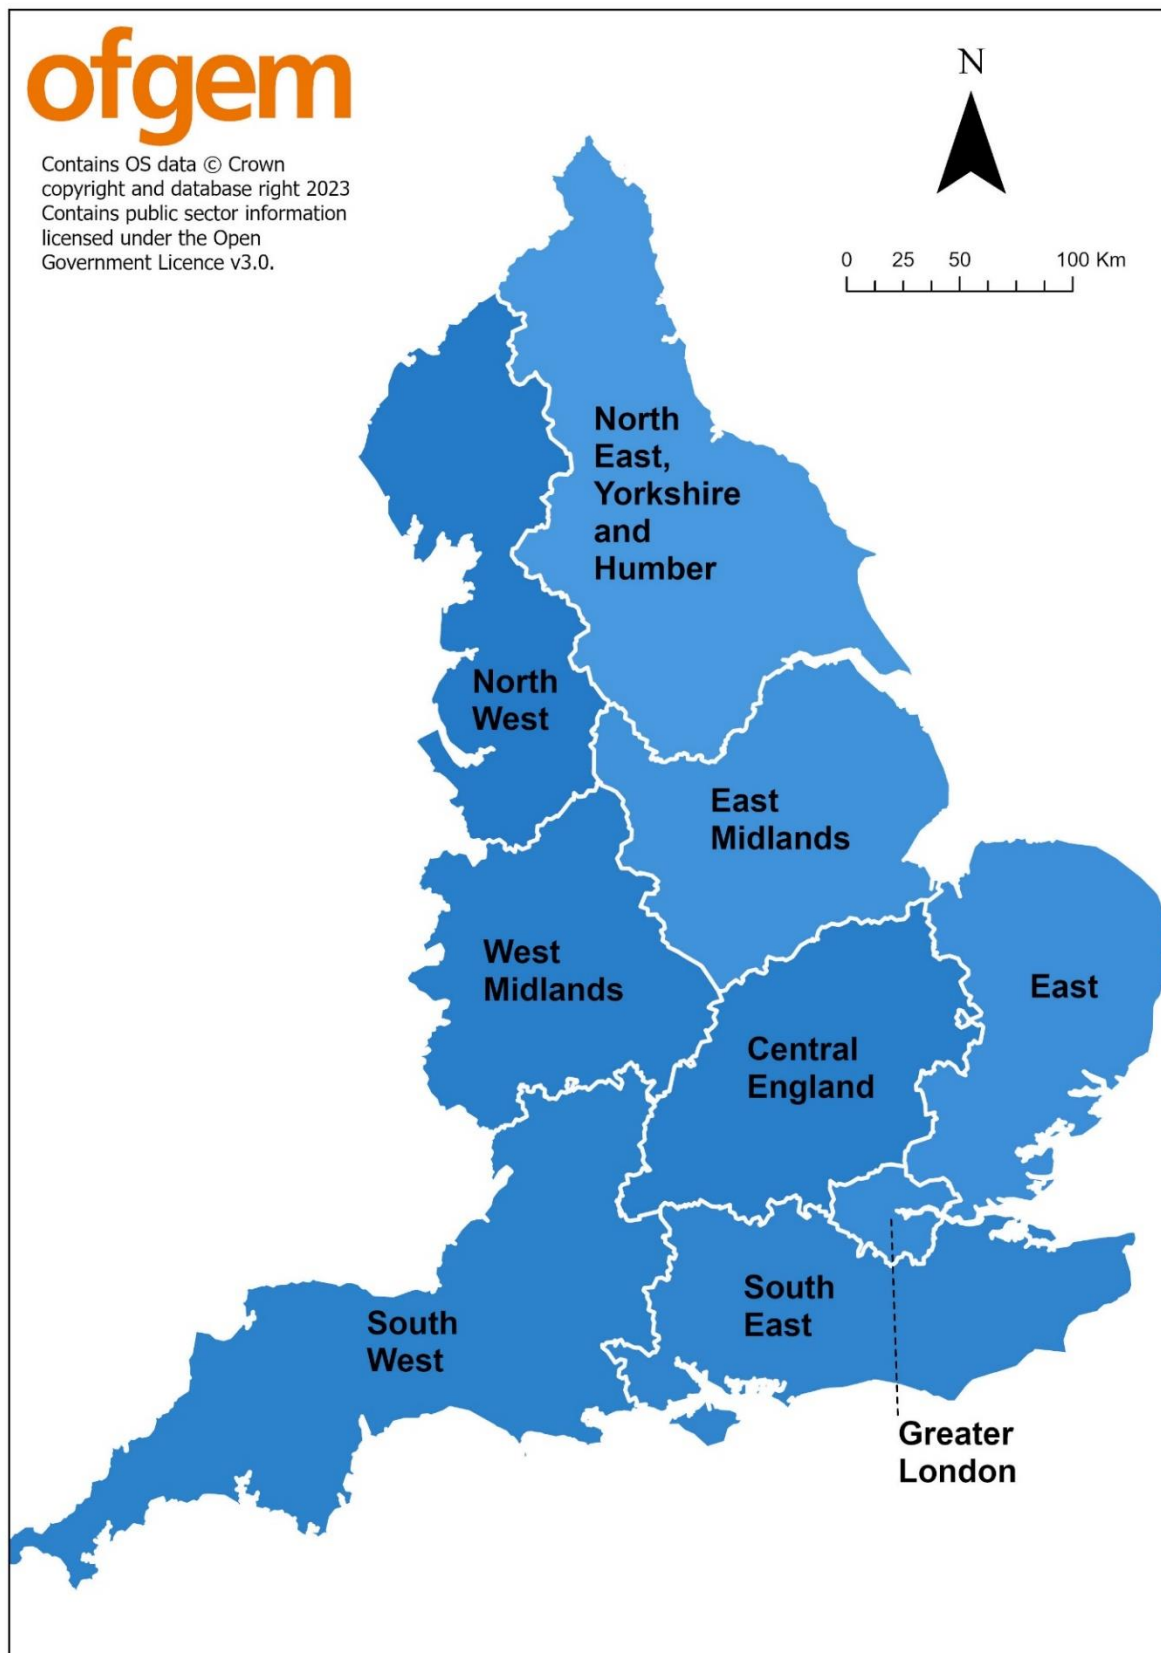 ofgem
Contains OS data © Crown
copyright and database right 2023
Contains public sector information
licensed under the Open
Government Licence v3.0.
N
0 25 50 100 Km
North
East,
Yorkshire
and
Humber
North
West
East
Midlands
West
Midlands
East
Central
England
South
East
South
West
Greater
London